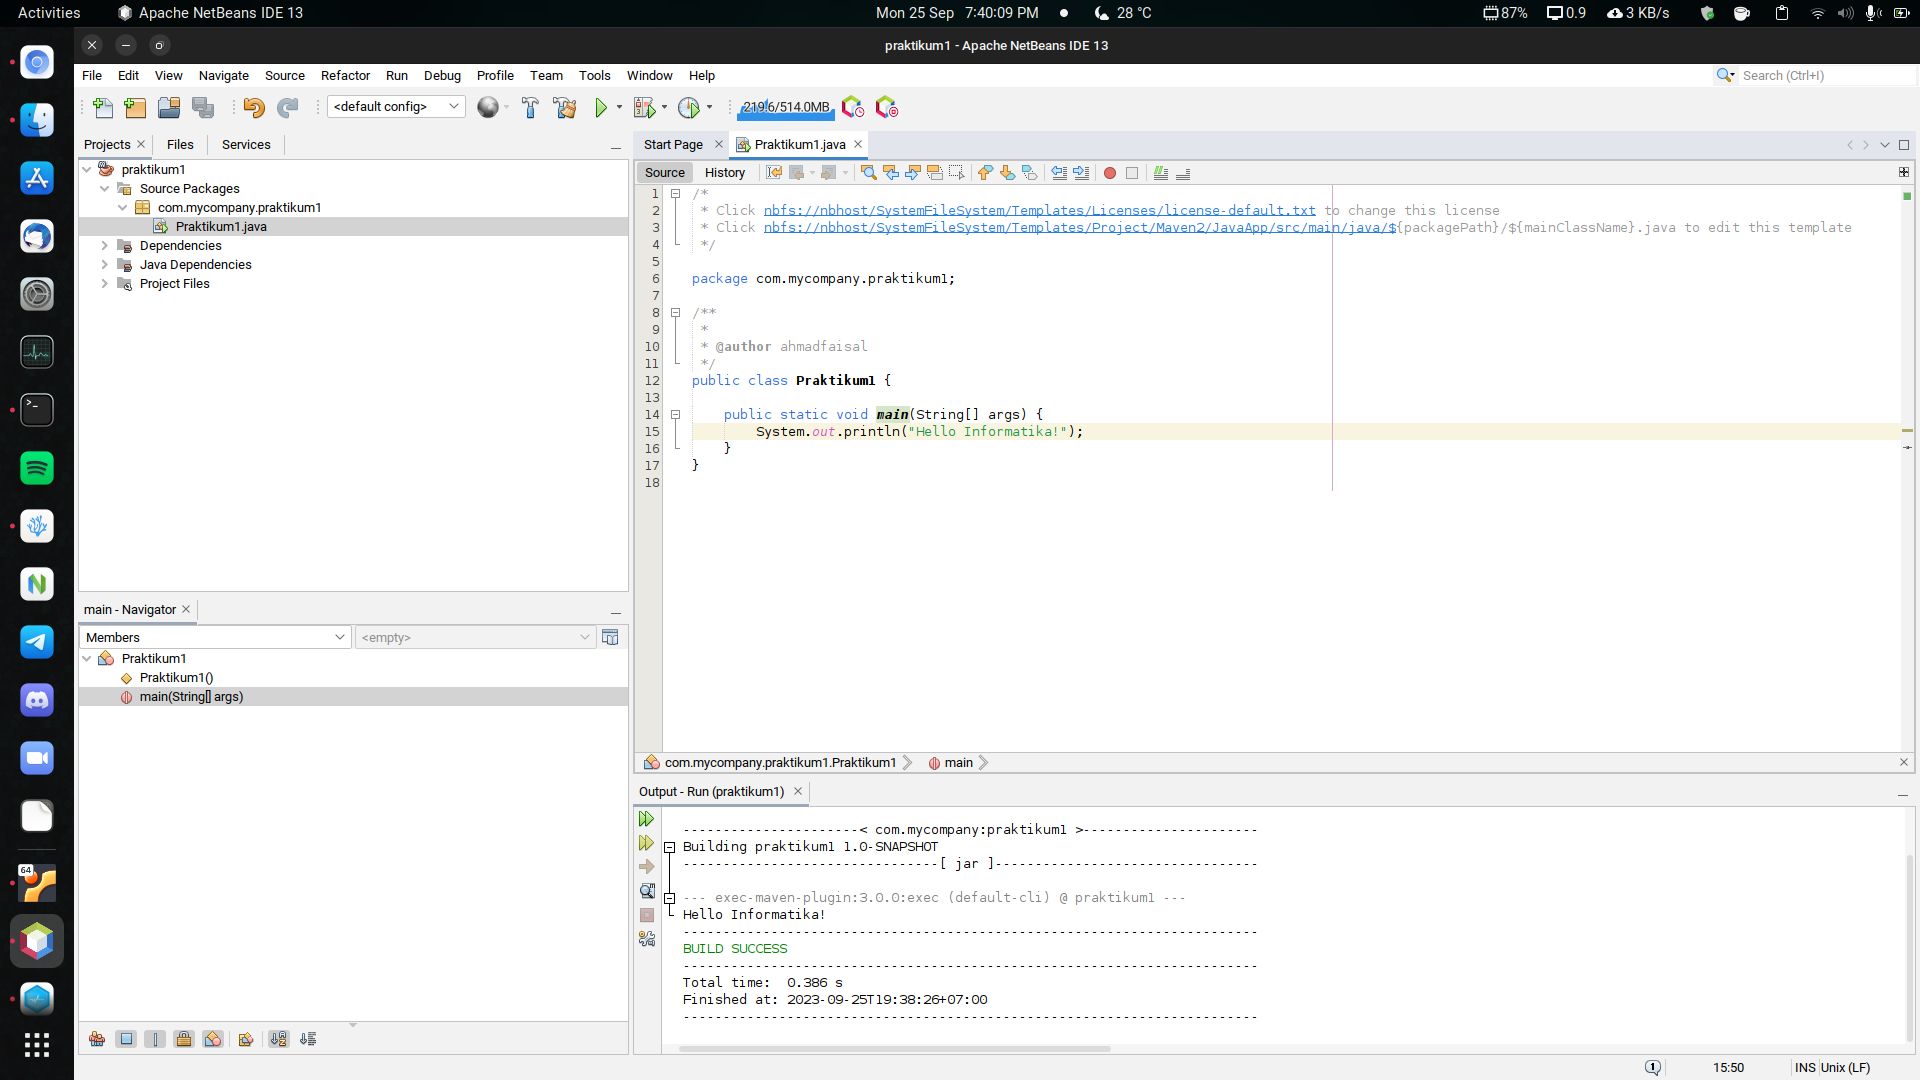 Activities Apache NetBeans IDE 13 Mon 25 Sep 7:40:09 PM 28 °C 87% 0.9 3 KB/s
praktikum1 - Apache NetBeans IDE 13
File Edit View Navigate Source Refactor Run Debug Profile Team Tools Window Help Search (Ctrl+I)
<default config> 219.6/514.0MB
Projects Files Services
praktikum1
Source Packages
com.mycompany.praktikum1
Praktikum1.java
Dependencies
Java Dependencies
Project Files
main - Navigator
Members <empty>
Praktikum1
Praktikum1()
main(String[] args)
Start Page Praktikum1.java
Source History
1 /*
2 * Click nbfs://nbhost/SystemFileSystem/Templates/Licenses/license-default.txt to change this license
3 * Click nbfs://nbhost/SystemFileSystem/Templates/Project/Maven2/JavaApp/src/main/java/${packagePath}/${mainClassName}.java to edit this template
4 */
5
6 package com.mycompany.praktikum1;
7
8 /**
9 *
10 * @author ahmadfaisal
11 */
12 public class Praktikum1 {
13
14 public static void main(String[] args) {
15 System.out.println("Hello Informatika!");
16 }
17 }
18
com.mycompany.praktikum1.Praktikum1 main
Output - Run (praktikum1)
----------------------< com.mycompany:praktikum1 >----------------------
Building praktikum1 1.0-SNAPSHOT
--------------------------------[ jar ]---------------------------------
--- exec-maven-plugin:3.0.0:exec (default-cli) @ praktikum1 ---
Hello Informatika!
------------------------------------------------------------------------
BUILD SUCCESS
------------------------------------------------------------------------
Total time:  0.386 s
Finished at: 2023-09-25T19:38:26+07:00
------------------------------------------------------------------------
64
15:50 INS Unix (LF)